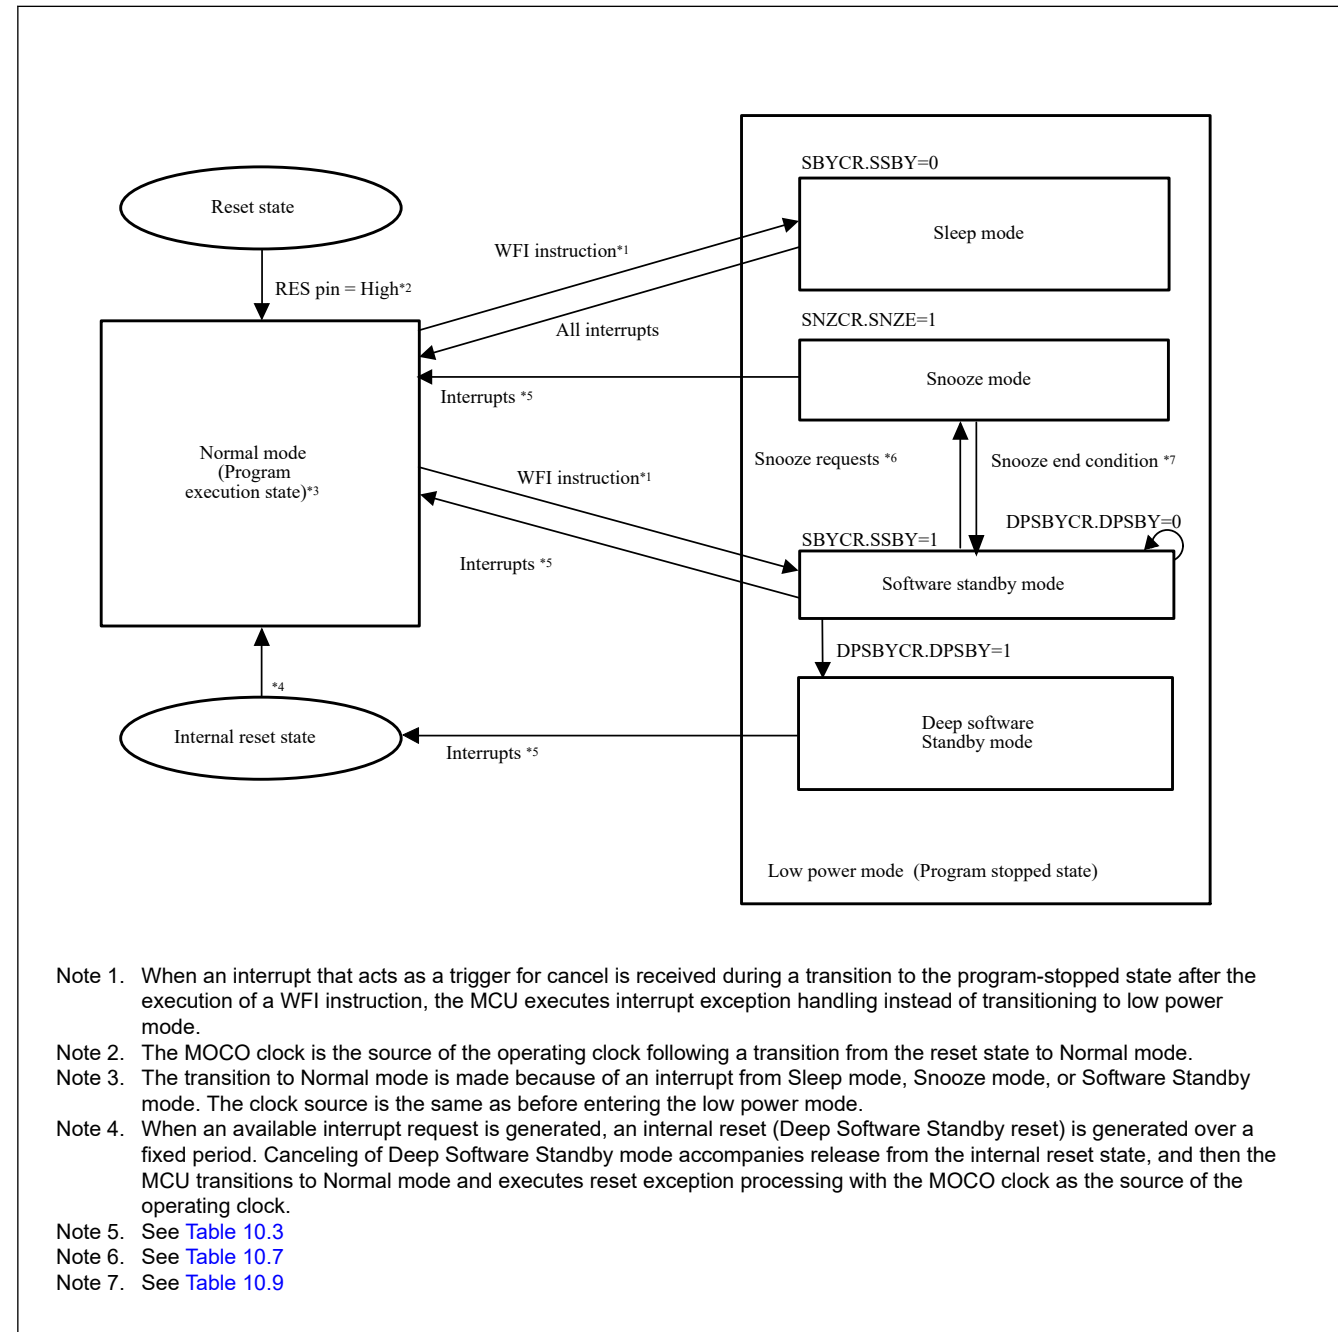 SBYCR.SSBY=0
Reset state
Sleep mode
WFI instruction*1
RES pin = High*2
SNZCR.SNZE=1
All interrupts
Snooze mode
Interrupts *5
Normal mode
(Program
execution state)*3
Snooze requests *6
Snooze end condition *7
WFI instruction*1
DPSBYCR.DPSBY=0
SBYCR.SSBY=1
Interrupts *5
Software standby mode
DPSBYCR.DPSBY=1
*4
Internal reset state
Deep software
Standby mode
Interrupts *5
Low power mode (Program stopped state)
Note 1. When an interrupt that acts as a trigger for cancel is received during a transition to the program-stopped state after the
execution of a WFI instruction, the MCU executes interrupt exception handling instead of transitioning to low power
mode.
Note 2. The MOCO clock is the source of the operating clock following a transition from the reset state to Normal mode.
Note 3. The transition to Normal mode is made because of an interrupt from Sleep mode, Snooze mode, or Software Standby
mode. The clock source is the same as before entering the low power mode.
Note 4. When an available interrupt request is generated, an internal reset (Deep Software Standby reset) is generated over a
fixed period. Canceling of Deep Software Standby mode accompanies release from the internal reset state, and then the
MCU transitions to Normal mode and executes reset exception processing with the MOCO clock as the source of the
operating clock.
Note 5. See Table 10.3
Note 6. See Table 10.7
Note 7. See Table 10.9